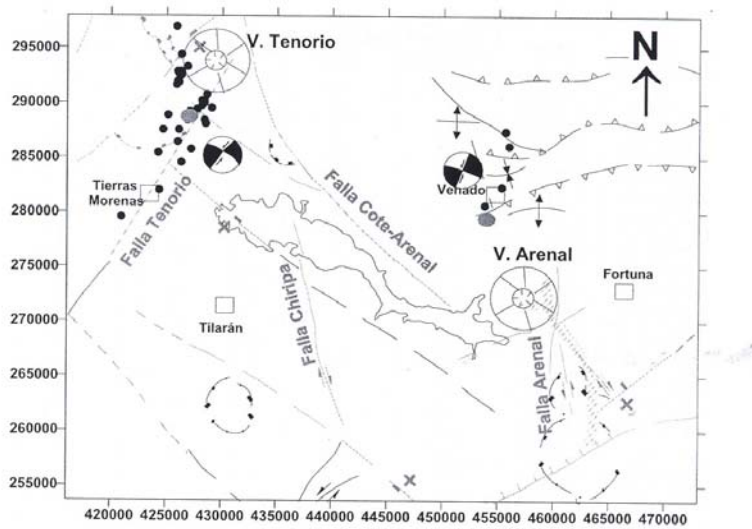 295000
290000
285000
280000
275000
270000
265000
260000
255000
V. Tenorio
N
Tierras
Morenas
Venado
Falla Tenorio
Falla Cote-Arenal
V. Arenal
Fortuna
Falla Chiripa
Tilarán
Falla Arenal
420000 425000 430000 435000 440000 445000 450000 455000 460000 465000 470000